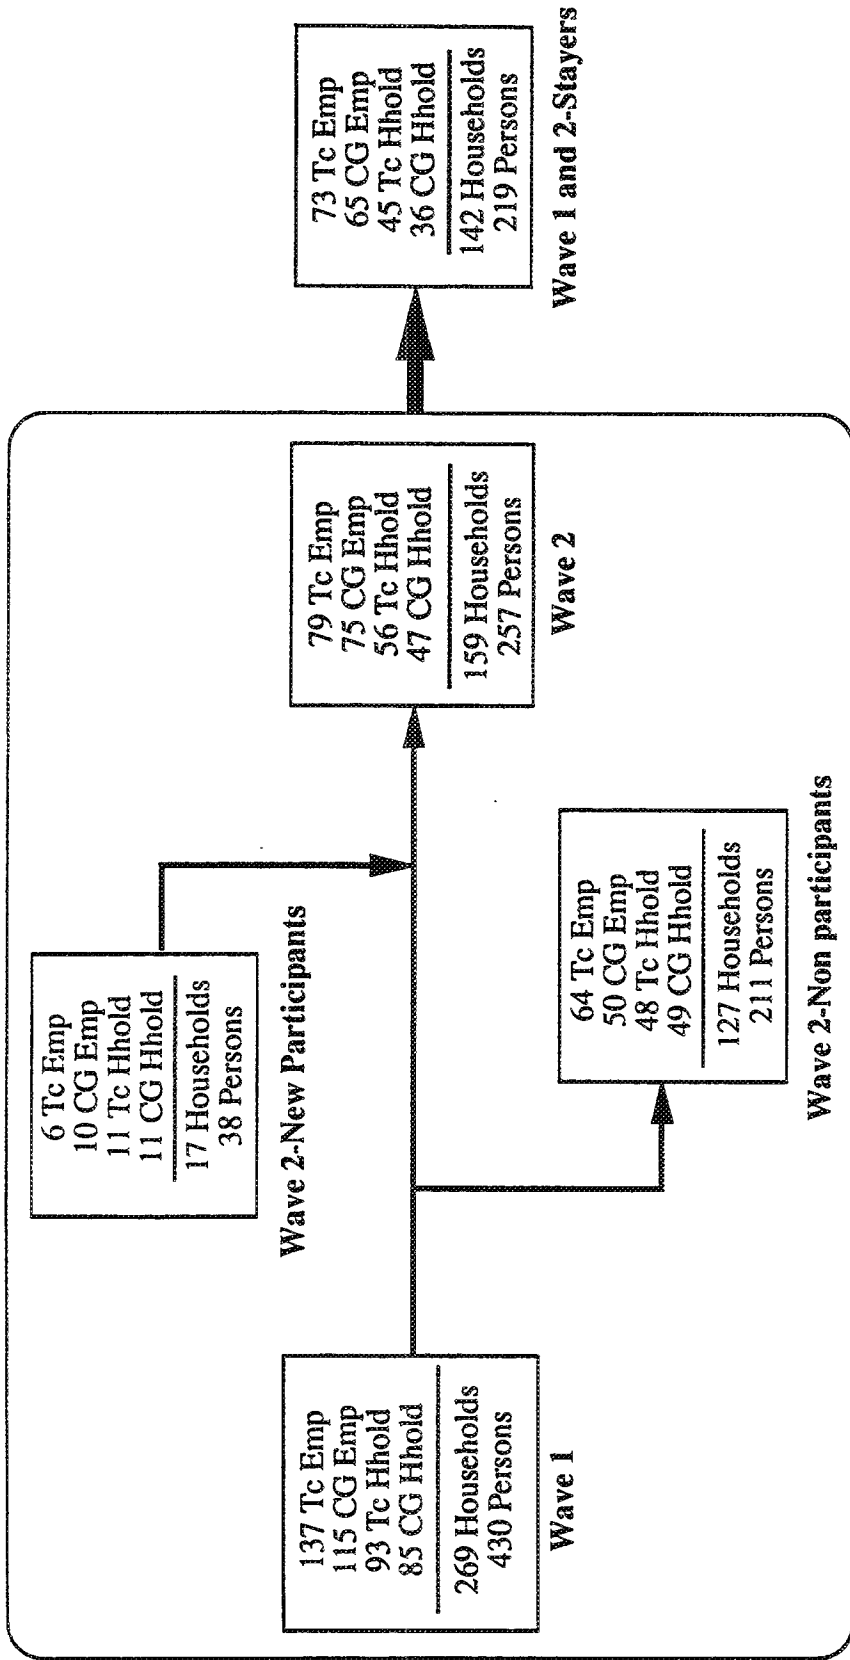 137 Tc Emp
115 CG Emp
93 Tc Hhold
85 CG Hhold
269 Households
430 Persons
Wave 1
6 Tc Emp
10 CG Emp
11 Tc Hhold
11 CG Hhold
17 Households
38 Persons
Wave 2-New Participants
64 Tc Emp
50 CG Emp
48 Tc Hhold
49 CG Hhold
127 Households
211 Persons
Wave 2-Non participants
79 Tc Emp
75 CG Emp
56 Tc Hhold
47 CG Hhold
159 Households
257 Persons
Wave 2
73 Tc Emp
65 CG Emp
45 Tc Hhold
36 CG Hhold
142 Households
219 Persons
Wave 1 and 2-Stayers